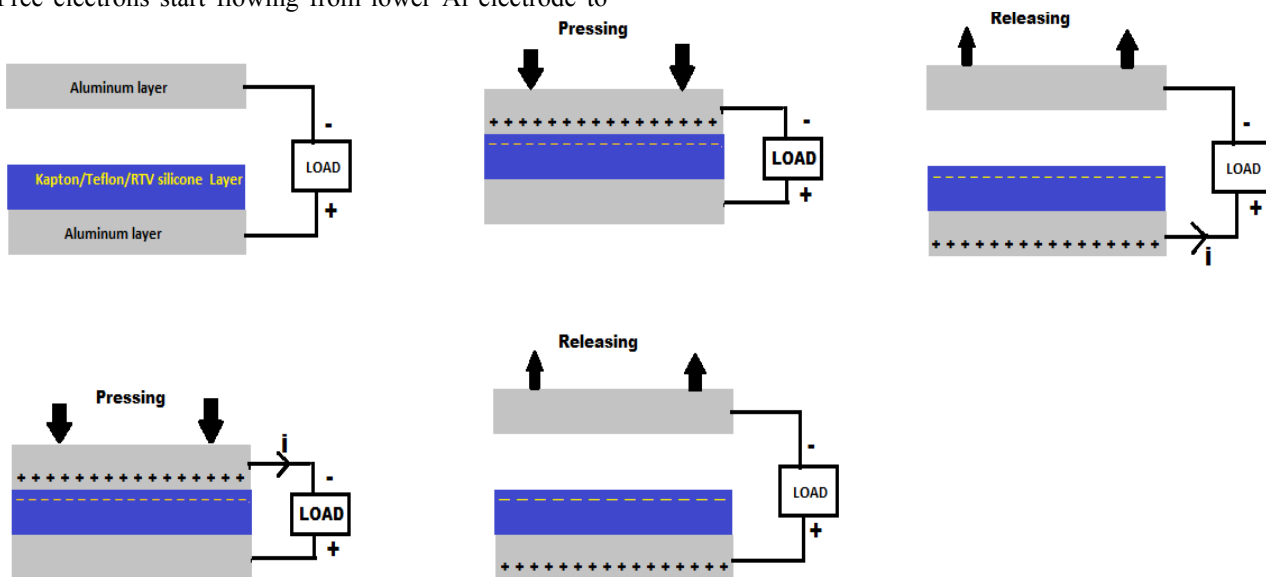 Free electrons start flowing from lower Al electrode to
Pressing
Releasing
Aluminum layer
-
LOAD
+
Kapton/Teflon/RTV silicone Layer
Aluminum layer
+ + + + + + + + + + + + + + +
-
LOAD
+
-
LOAD
+
+ + + + + + + + + + + + + + +
i
Pressing
Releasing
i
+ + + + + + + + + + + + + + +
-
LOAD
+
-
LOAD
+
+ + + + + + + + + + + + + + +